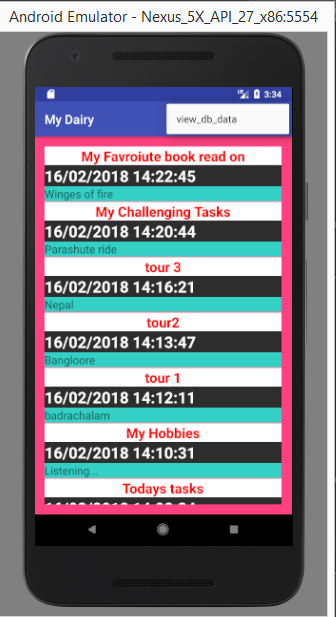 Android Emulator - Nexus_5X_API_27_x86:5554
3:34
My Dairy
view_db_data
My Favroiute book read on
16/02/2018 14:22:45
Winges of fire
My Challenging Tasks
16/02/2018 14:20:44
Parashute ride
tour 3
16/02/2018 14:16:21
Nepal
tour2
16/02/2018 14:13:47
Bangloore
tour 1
16/02/2018 14:12:11
badrachalam
My Hobbies
16/02/2018 14:10:31
Listening...
Todays tasks